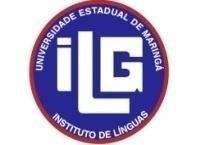 UNIVERSIDADE ESTADUAL DE MARINGÁ
iLG
INSTITUTO DE LÍNGUAS